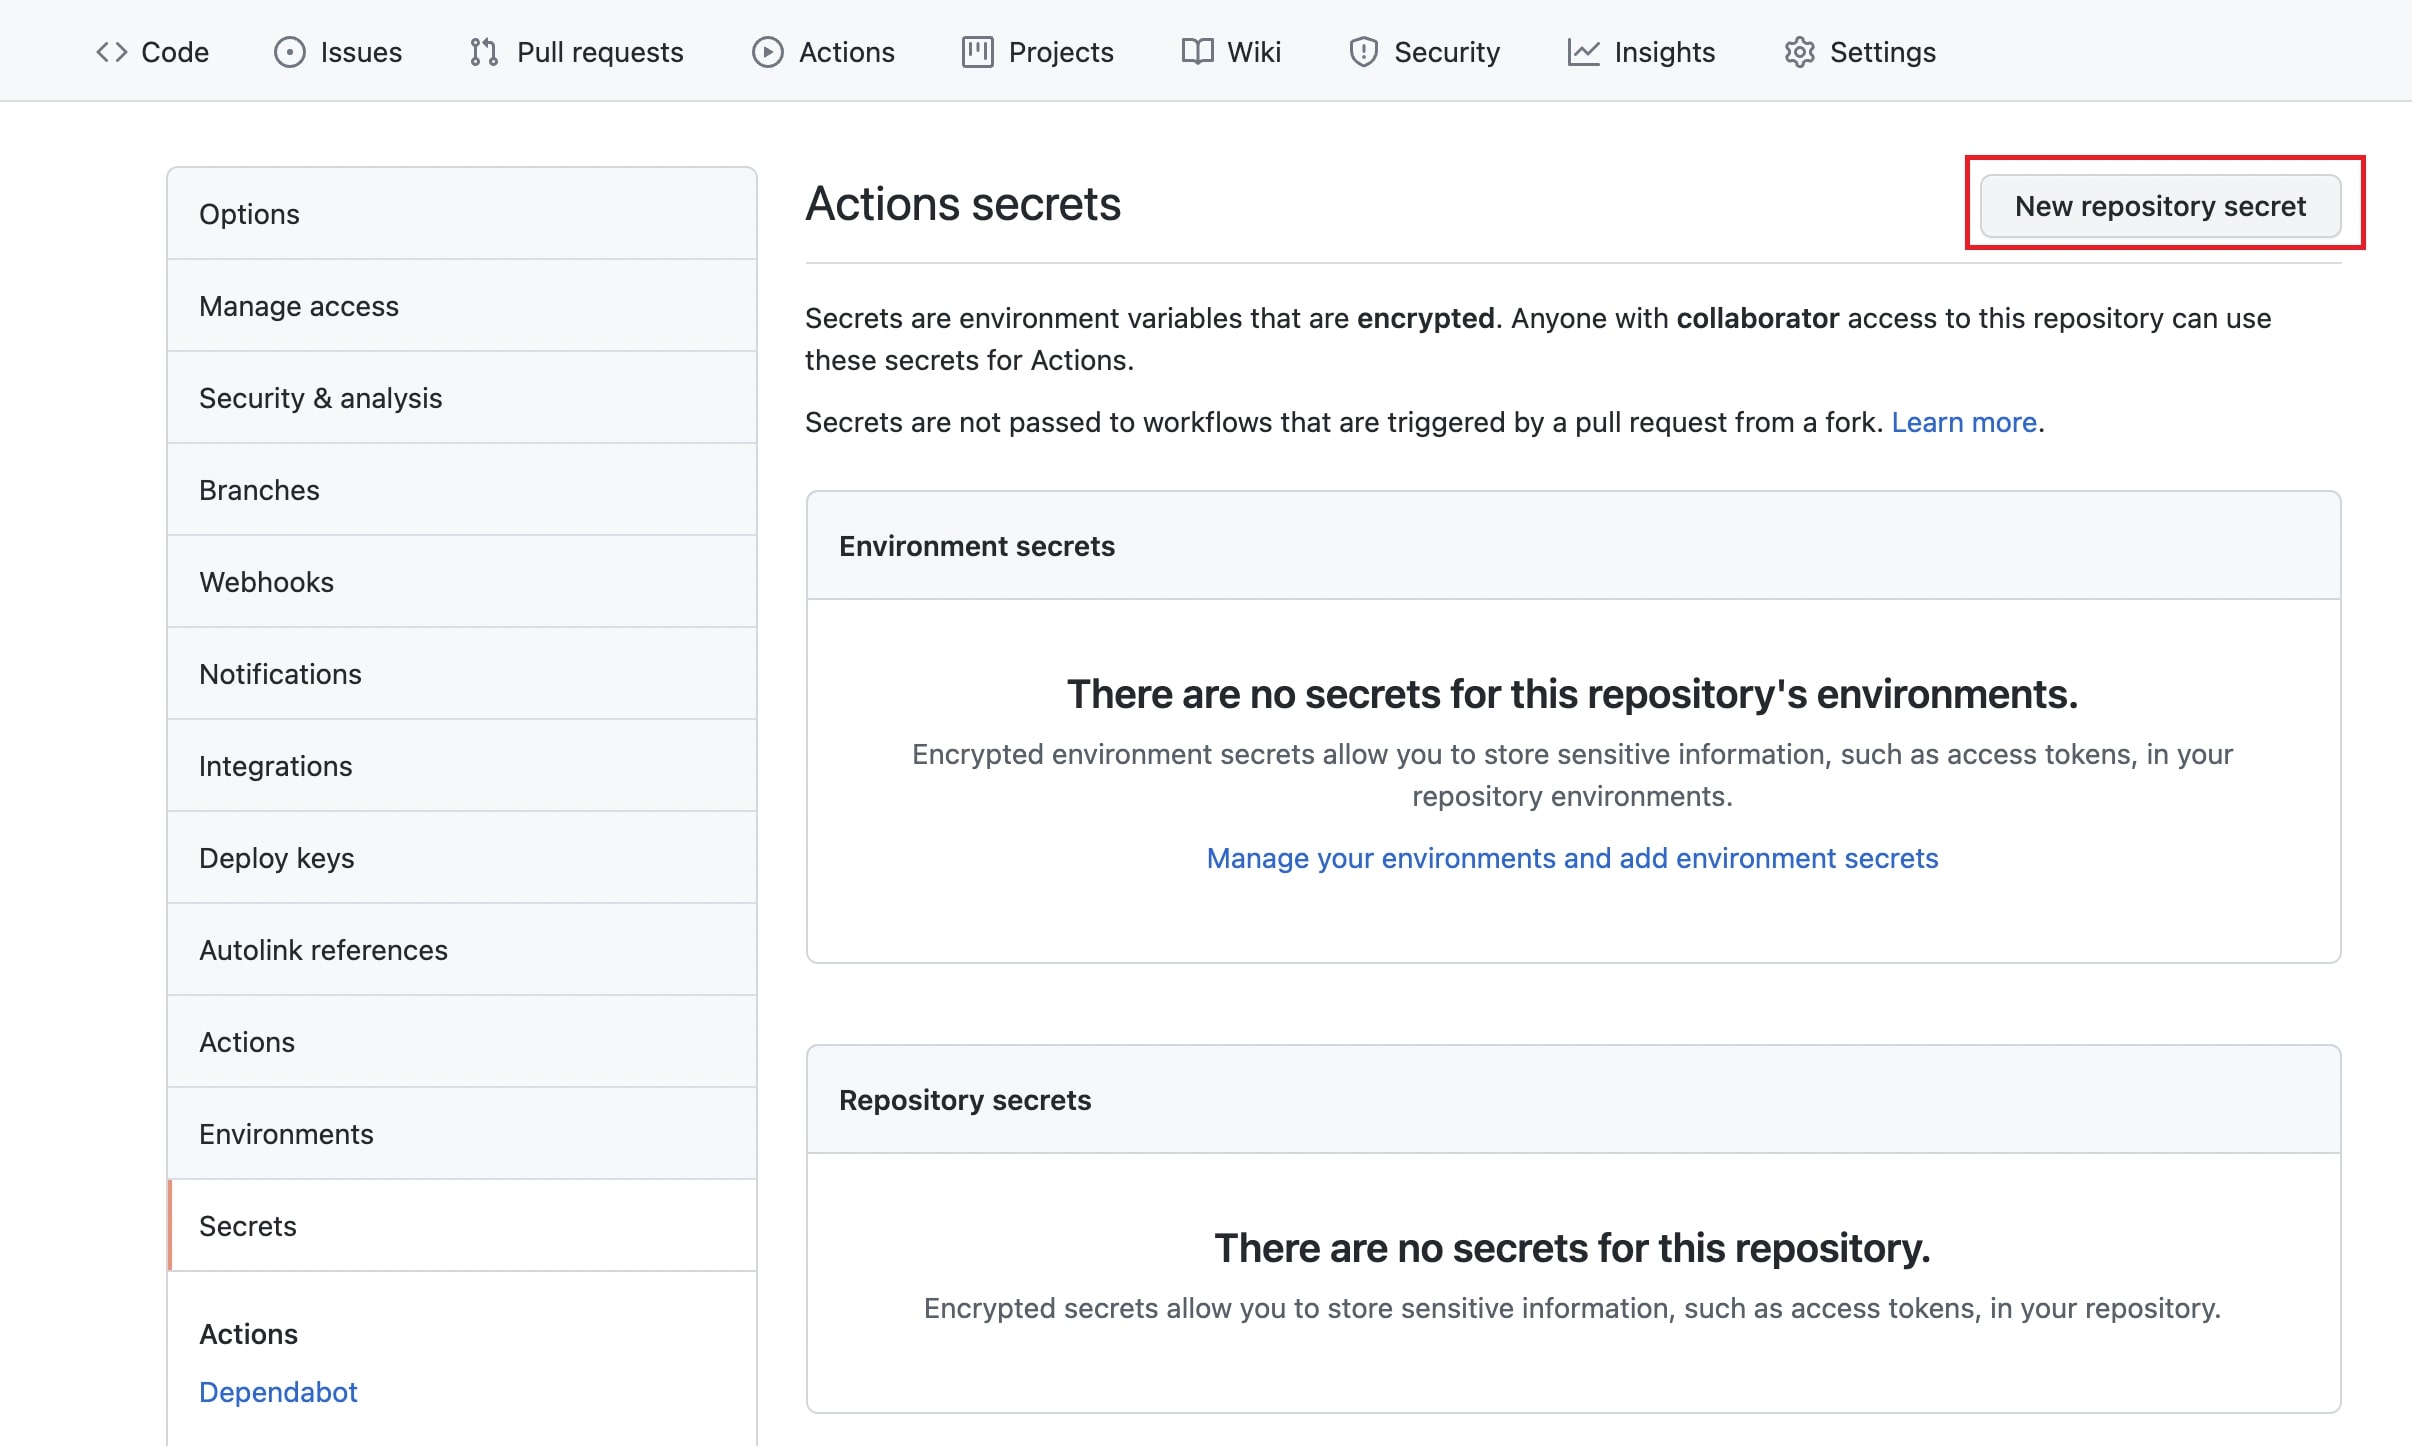 Code Issues Pull requests Actions Projects Wiki Security Insights Settings
Options
Manage access
Security & analysis
Branches
Webhooks
Notifications
Integrations
Deploy keys
Autolink references
Actions
Environments
Secrets
Actions
Dependabot
Actions secrets
New repository secret
Secrets are environment variables that are encrypted. Anyone with collaborator access to this repository can use
these secrets for Actions.
Secrets are not passed to workflows that are triggered by a pull request from a fork. Learn more.
Environment secrets
There are no secrets for this repository's environments.
Encrypted environment secrets allow you to store sensitive information, such as access tokens, in your
repository environments.
Manage your environments and add environment secrets
Repository secrets
There are no secrets for this repository.
Encrypted secrets allow you to store sensitive information, such as access tokens, in your repository.